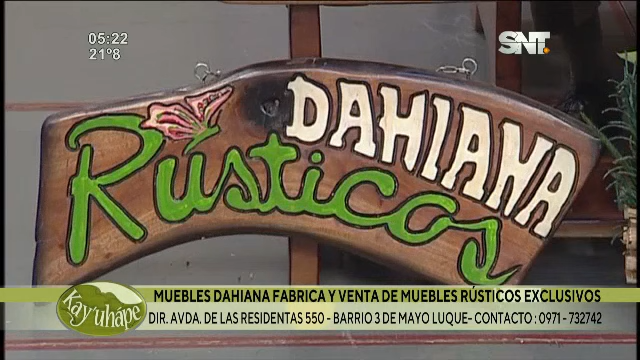 05:22
21°8
SNT
DAHIANA
Rústicos
Kay'uhápe
MUEBLES DAHIANA FABRICA Y VENTA DE MUEBLES RÚSTICOS EXCLUSIVOS
DIR. AVDA. DE LAS RESIDENTAS 550 - BARRIO 3 DE MAYO LUQUE- CONTACTO : 0971 - 732742